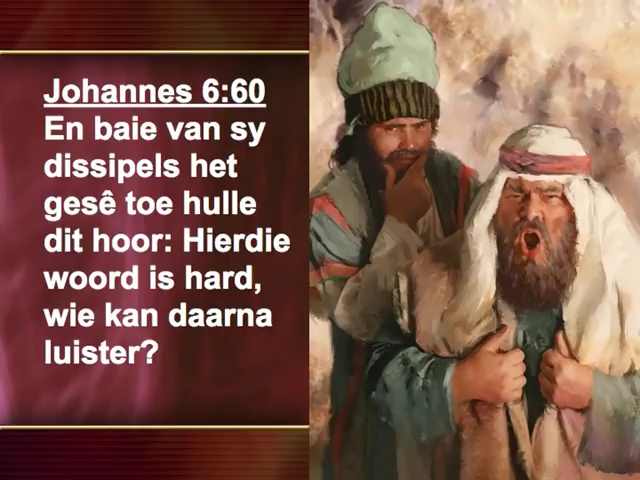 Johannes 6:60
En baie van sy
dissipels het
gesê toe hulle
dit hoor: Hierdie
woord is hard,
wie kan daarna
luister?